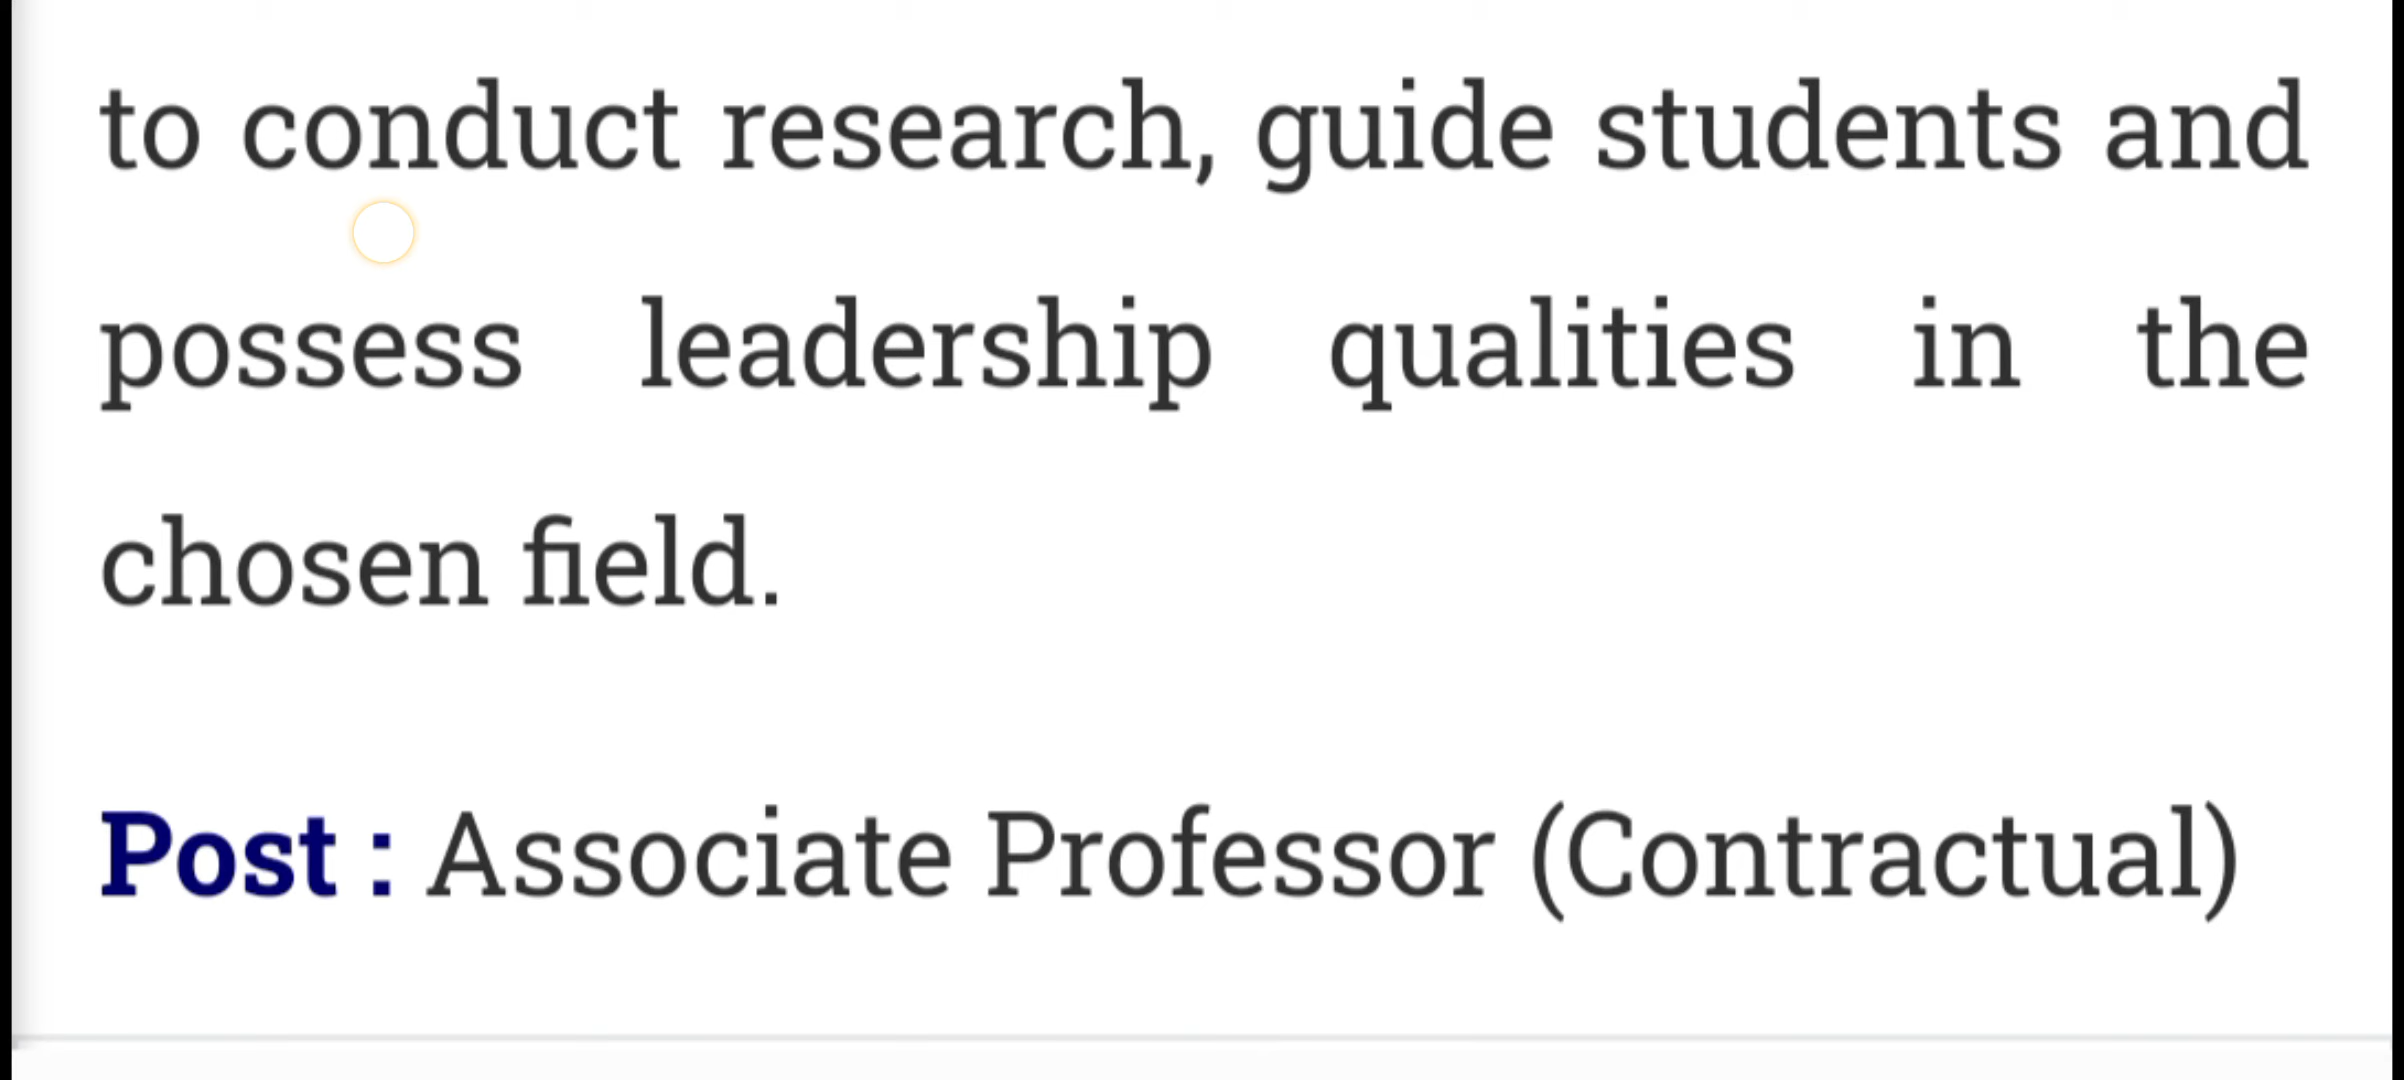 to conduct research, guide students and
possess leadership qualities in the
chosen field.
Post : Associate Professor (Contractual)